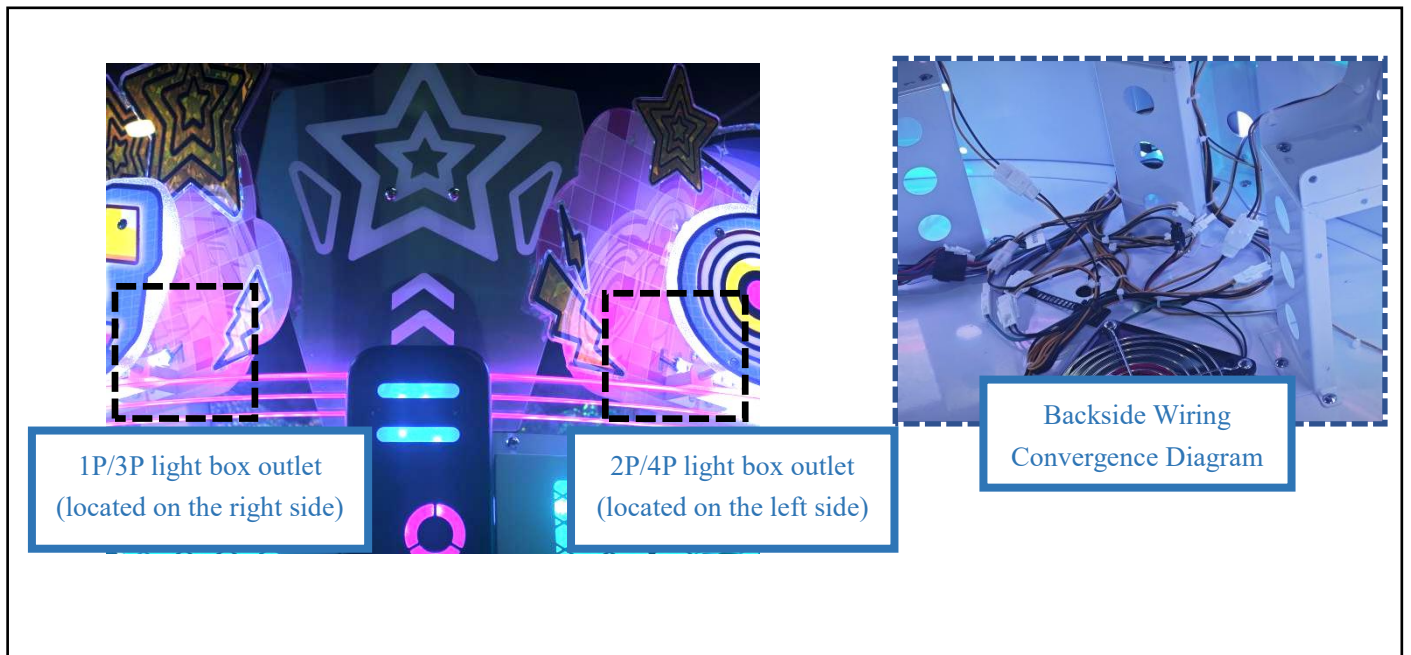 1P/3P light box outlet
(located on the right side)
2P/4P light box outlet
(located on the left side)
Backside Wiring
Convergence Diagram